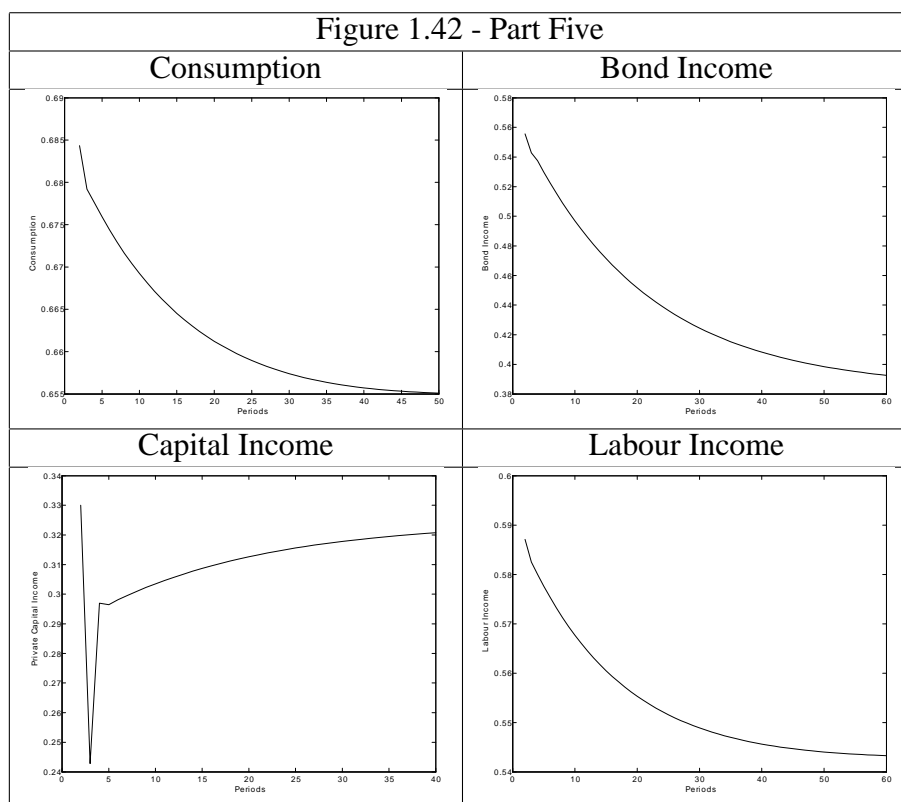 Figure 1.42 - Part Five
Consumption
Bond Income
0.69
0.685
0.68
0.675
0.67
0.665
0.66
0.655
Consumption
0 5 10 15 20 25 30 35 40 45 50
Periods
0.58
0.56
0.54
0.52
0.5
0.48
0.46
0.44
0.42
0.4
0.38
Bond Income
0 10 20 30 40 50 60
Periods
Capital Income
Labour Income
0.34
0.33
0.32
0.31
0.3
0.29
0.28
0.27
0.26
0.25
0.24
Private Capital Income
0 5 10 15 20 25 30 35 40
Periods
0.6
0.59
0.58
0.57
0.56
0.55
0.54
Labour Income
0 10 20 30 40 50 60
Periods